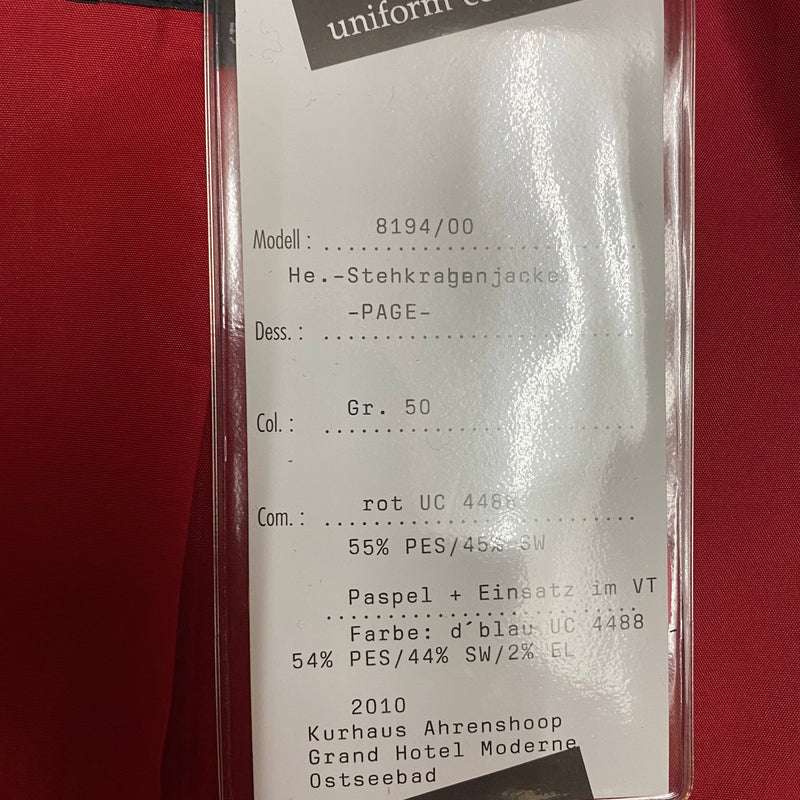 uniform
Modell : 8194/00
He.-Stehkragenjacke
-PAGE-
Dess. :
Gr. 50
Col. :
rot UC 4488
Com. :
55% PES/45% SW
Paspel + Einsatz im VT
Farbe: d´blau UC 4488
54% PES/44% SW/2% EL
2010
Kurhaus Ahrenshoop
Grand Hotel Moderne
Ostseebad